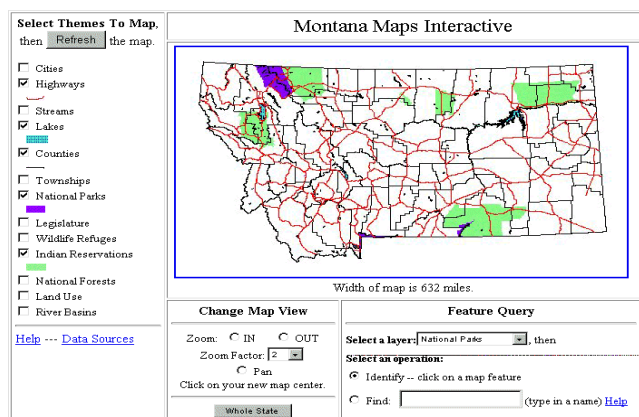 Select Themes To Map,
then Refresh the map.
Cities
Highways
Streams
Lakes
Counties
Townships
National Parks
Legislature
Wildlife Refuges
Indian Reservations
National Forests
Land Use
River Basins
Help --- Data Sources
Montana Maps Interactive
Width of map is 632 miles.
Change Map View
Zoom: IN OUT
Zoom Factor: 2
Pan
Click on your new map center.
Whole State
Feature Query
Select a layer: National Parks , then
Select an operation:
Identify -- click on a map feature
Find: (type in a name) Help